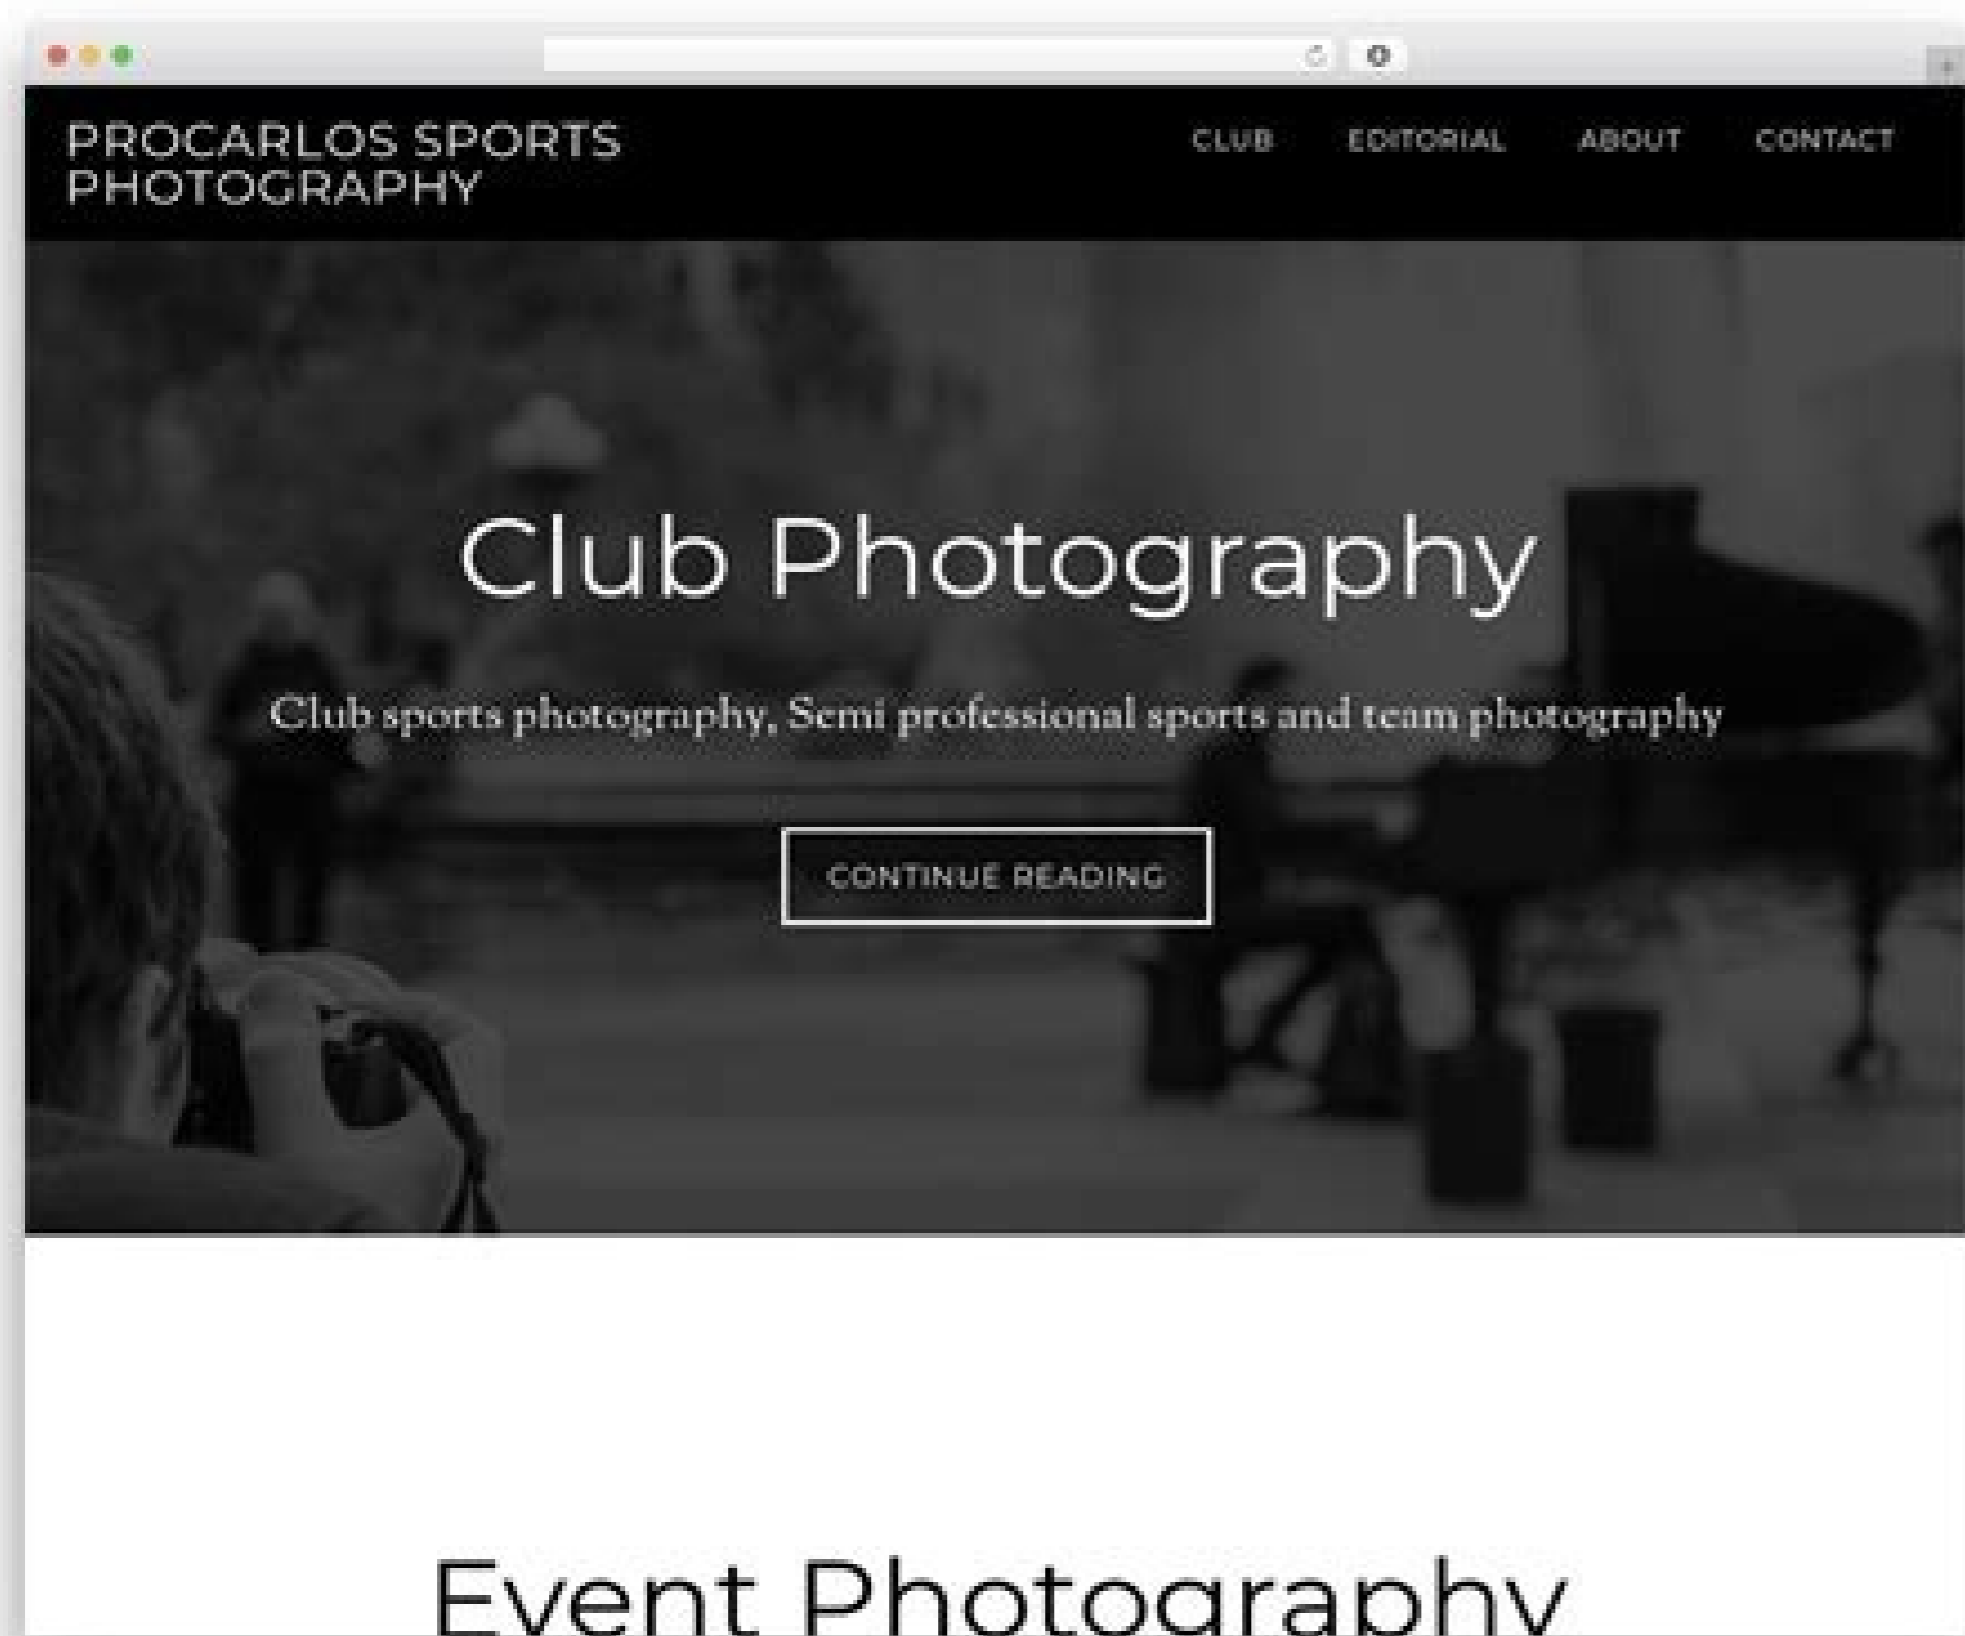 PROCARLOS SPORTS
PHOTOGRAPHY
CLUB EDITORIAL ABOUT CONTACT
Club Photography
Club sports photography, Semi professional sports and team photography
CONTINUE READING
Event Photography